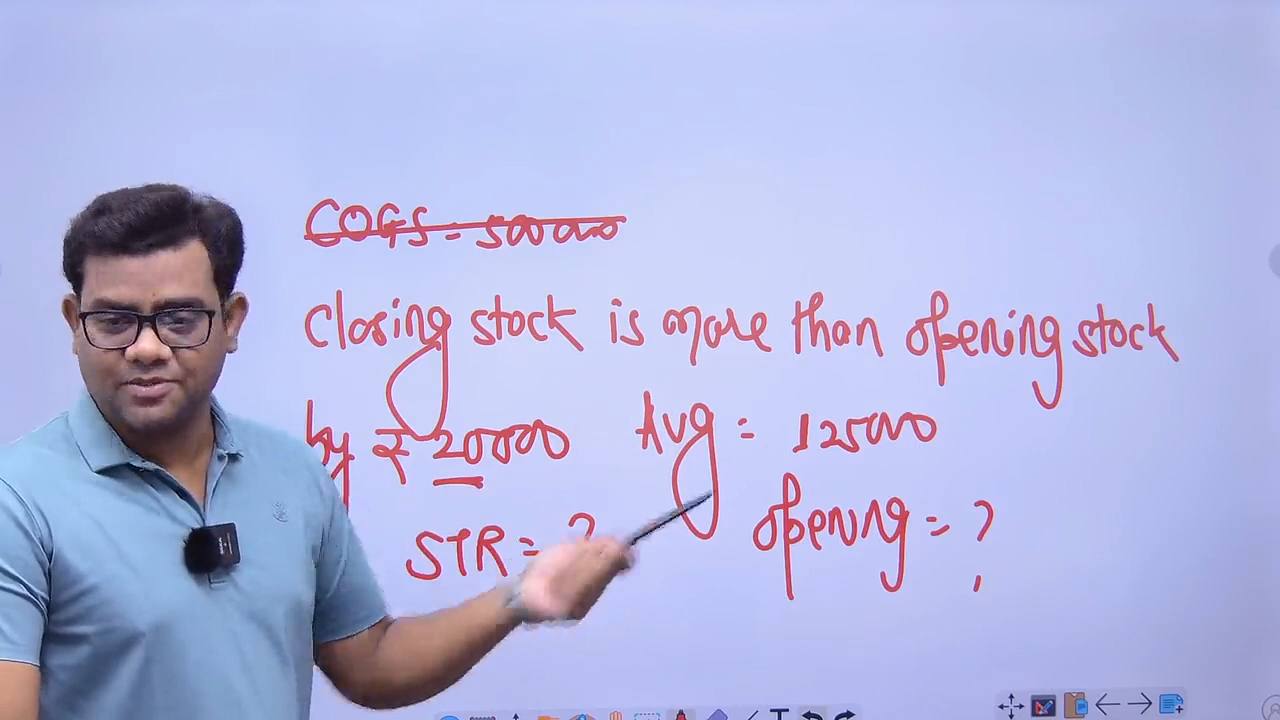 COGS = 500000
closing stock is more than opening stock
by ₹ 20000 Avg = 125000
STR = ? opening = ?